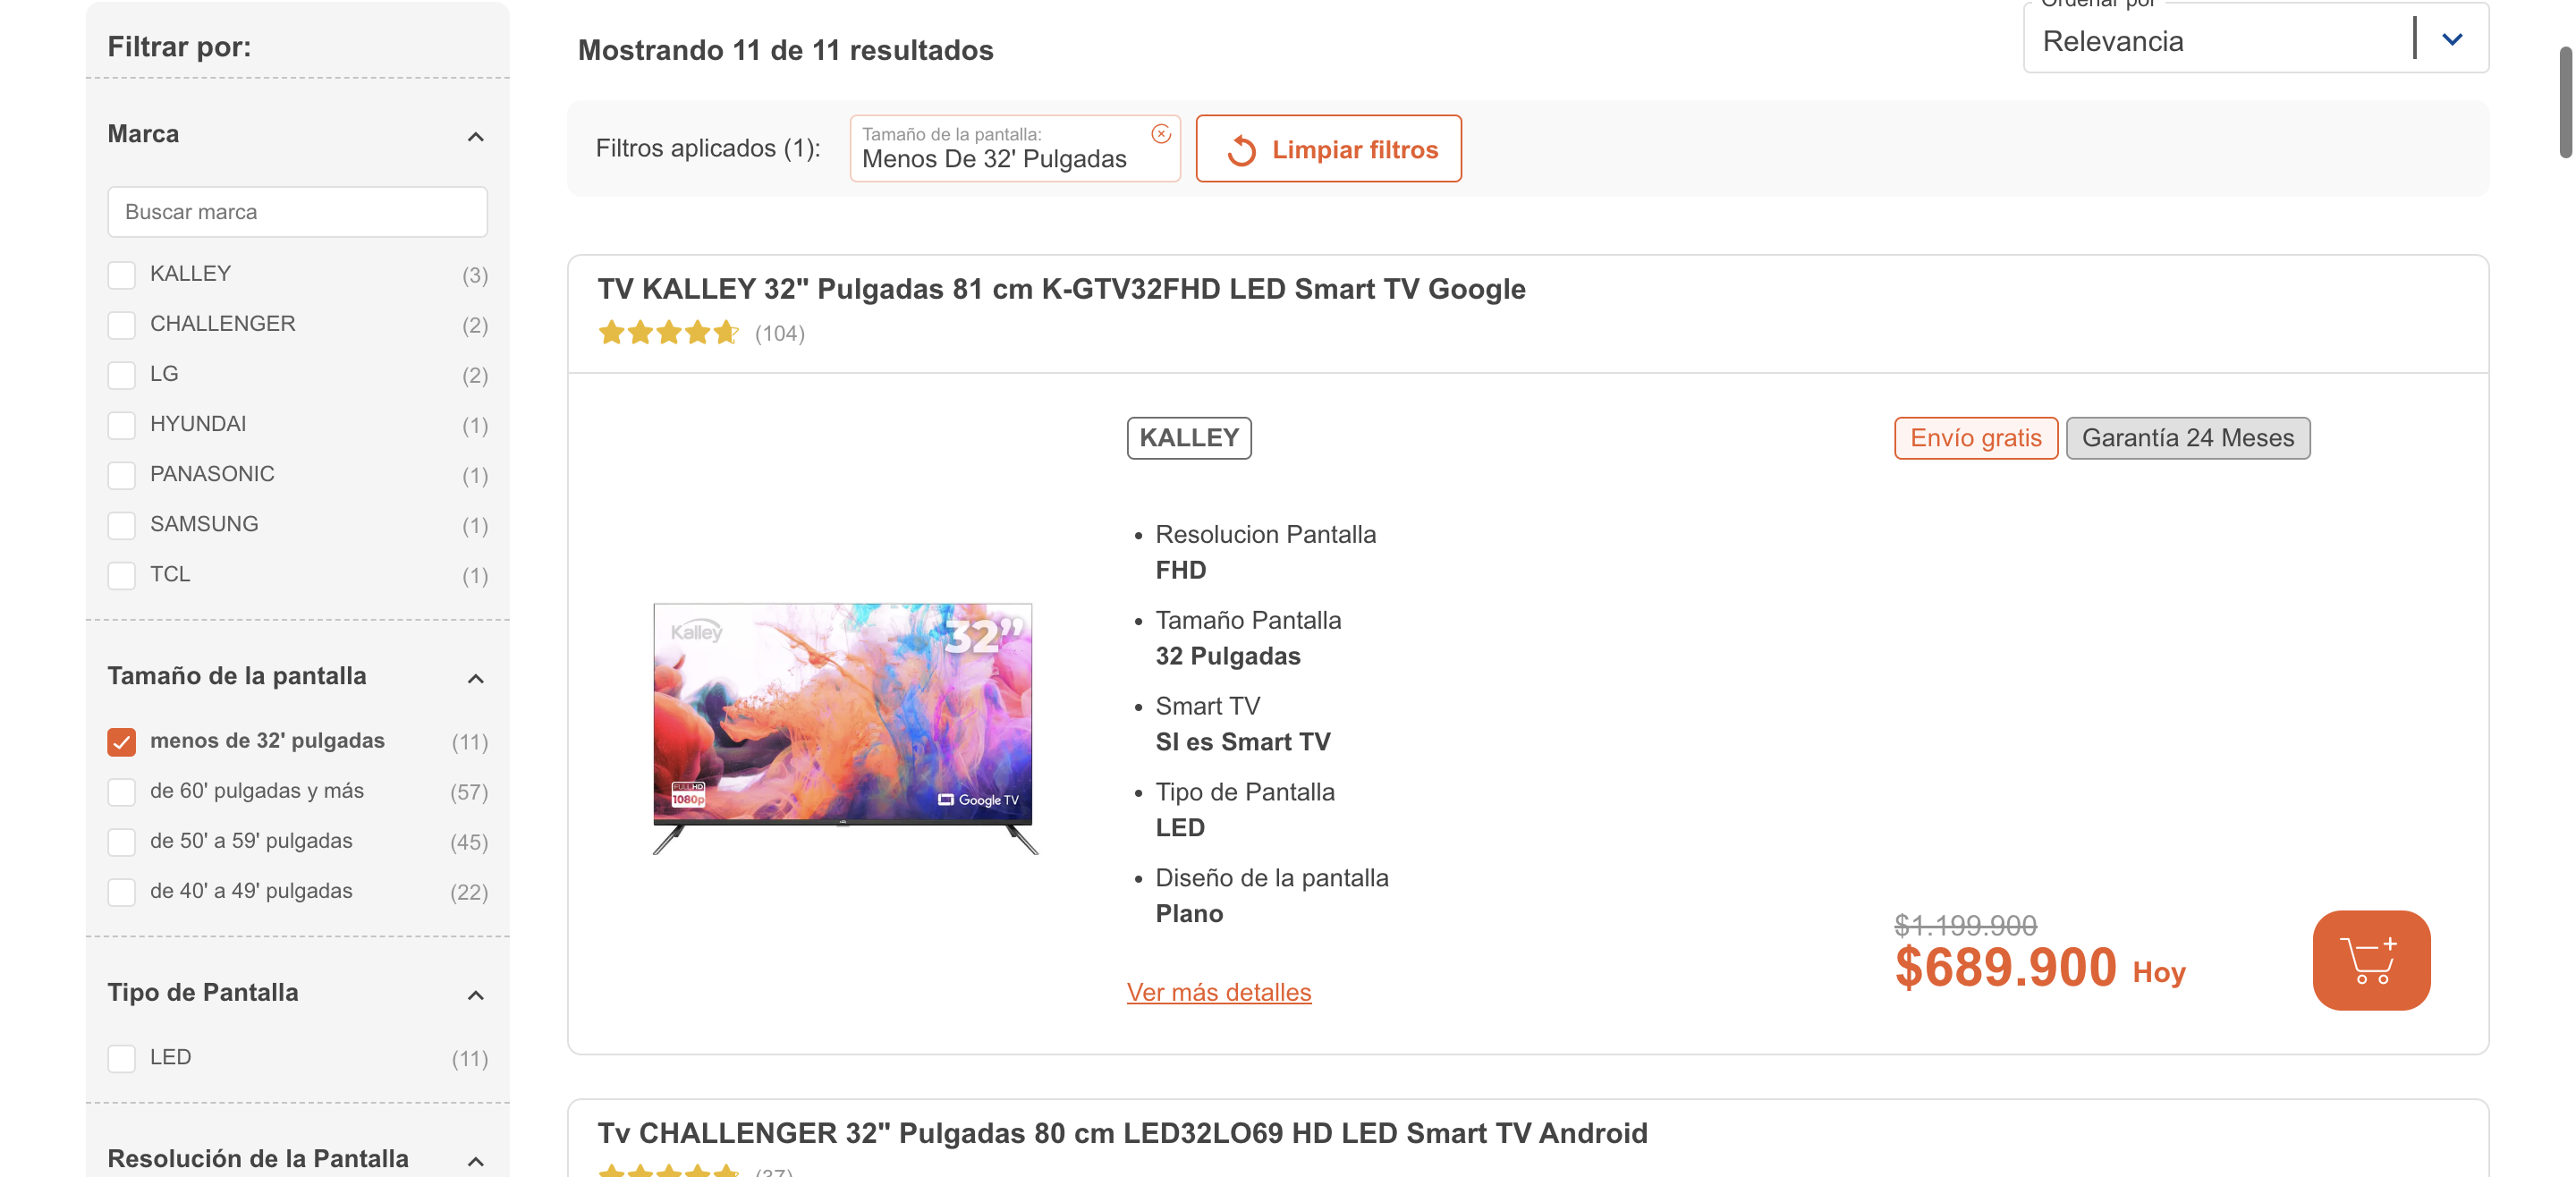 Filtrar por:
Marca
Buscar marca
KALLEY (3)
CHALLENGER (2)
LG (2)
HYUNDAI (1)
PANASONIC (1)
SAMSUNG (1)
TCL (1)
Tamaño de la pantalla
menos de 32' pulgadas (11)
de 60' pulgadas y más (57)
de 50' a 59' pulgadas (45)
de 40' a 49' pulgadas (22)
Tipo de Pantalla
LED (11)
Resolución de la Pantalla
Mostrando 11 de 11 resultados
Ordenar por
Relevancia
Filtros aplicados (1):
Tamaño de la pantalla:
Menos De 32' Pulgadas
Limpiar filtros
TV KALLEY 32" Pulgadas 81 cm K-GTV32FHD LED Smart TV Google
(104)
Kalley
32”
FULL HD
1080p
Google TV
KALLEY
Resolucion Pantalla
FHD
Tamaño Pantalla
32 Pulgadas
Smart TV
SI es Smart TV
Tipo de Pantalla
LED
Diseño de la pantalla
Plano
Ver más detalles
Envío gratis
Garantía 24 Meses
$1.199.900
$689.900 Hoy
Tv CHALLENGER 32" Pulgadas 80 cm LED32LO69 HD LED Smart TV Android
(37)